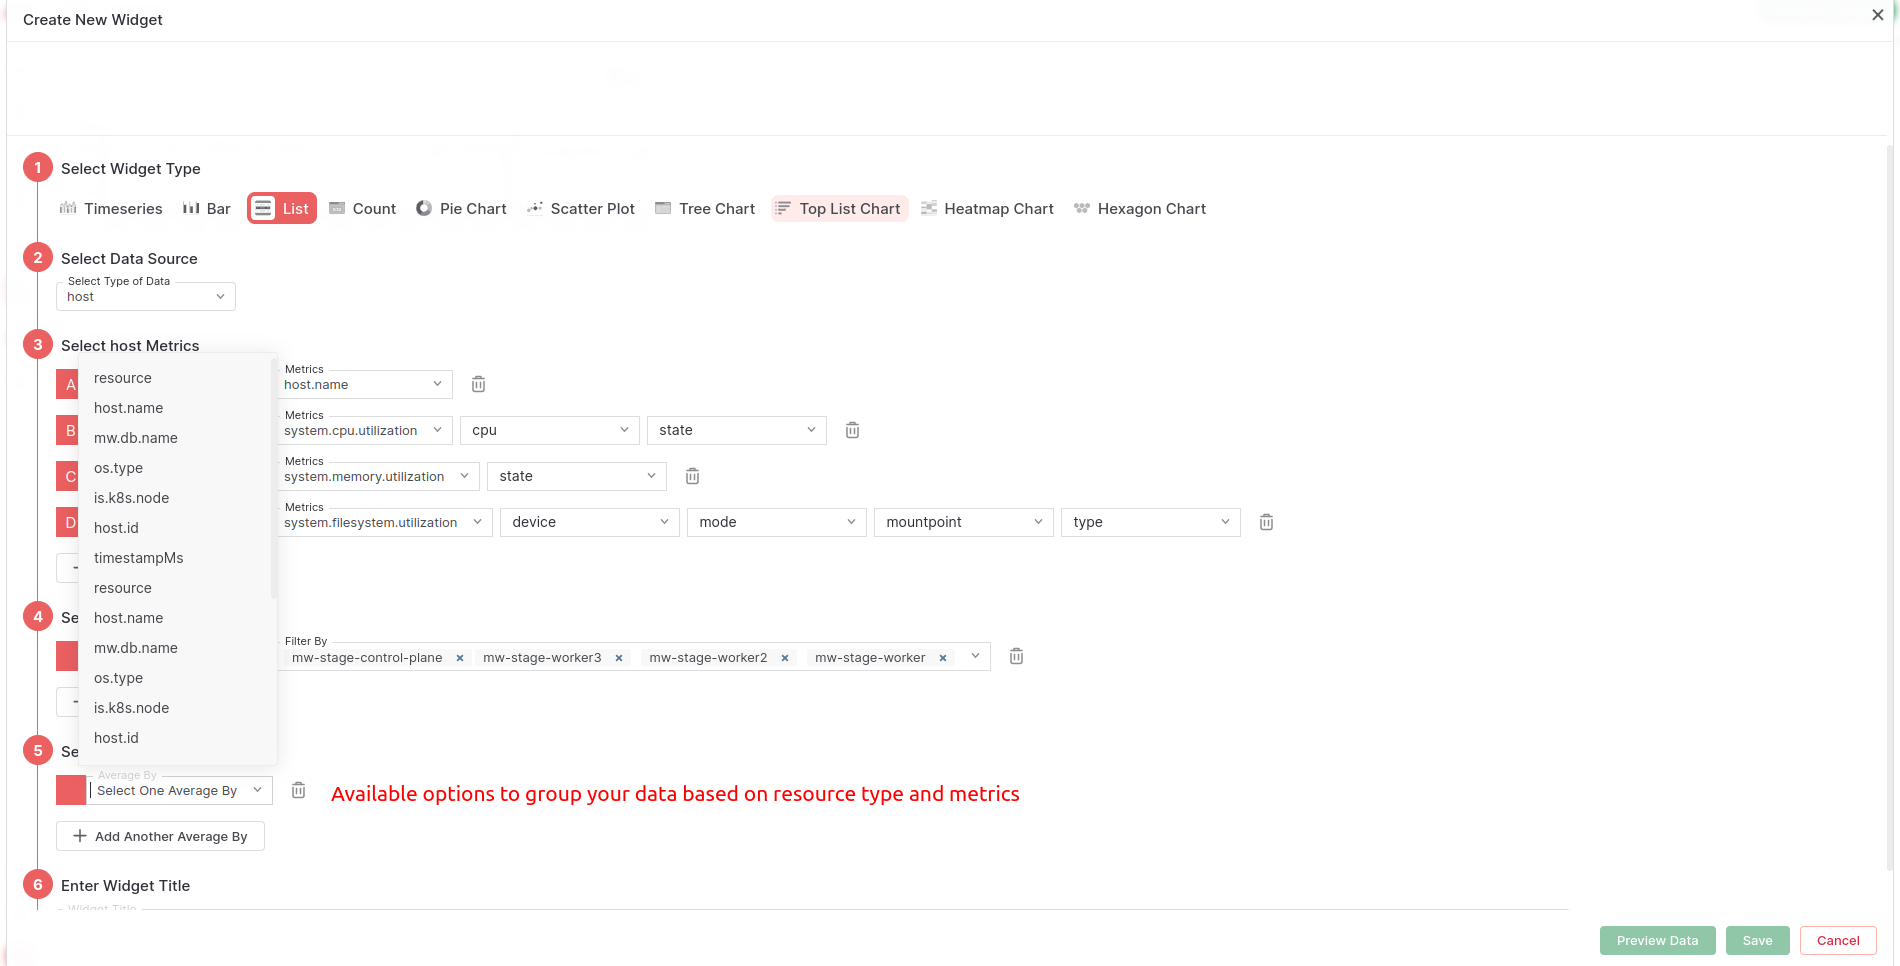 Create New Widget
1 Select Widget Type
Timeseries Bar List Count Pie Chart Scatter Plot Tree Chart Top List Chart Heatmap Chart Hexagon Chart
2 Select Data Source
Select Type of Data
host
3 Select host Metrics
resource
host.name
mw.db.name
os.type
is.k8s.node
host.id
timestampMs
resource
host.name
mw.db.name
os.type
is.k8s.node
host.id
A Metrics
host.name
B Metrics
system.cpu.utilization cpu state
C Metrics
system.memory.utilization state
D Metrics
system.filesystem.utilization device mode mountpoint type
4 Se
Filter By
mw-stage-control-plane × mw-stage-worker3 × mw-stage-worker2 × mw-stage-worker ×
5 Se
Average By
Select One Average By
Available options to group your data based on resource type and metrics
+ Add Another Average By
6 Enter Widget Title
Widget Title
Preview Data Save Cancel